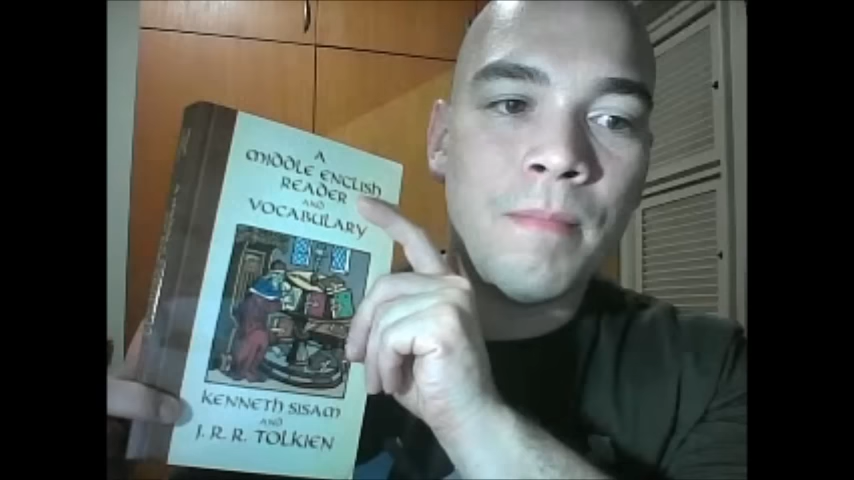 A
MIDDLE ENGLISH
READER
AND
VOCABULARY
KENNETH SISAM
AND
J. R. R. TOLKIEN